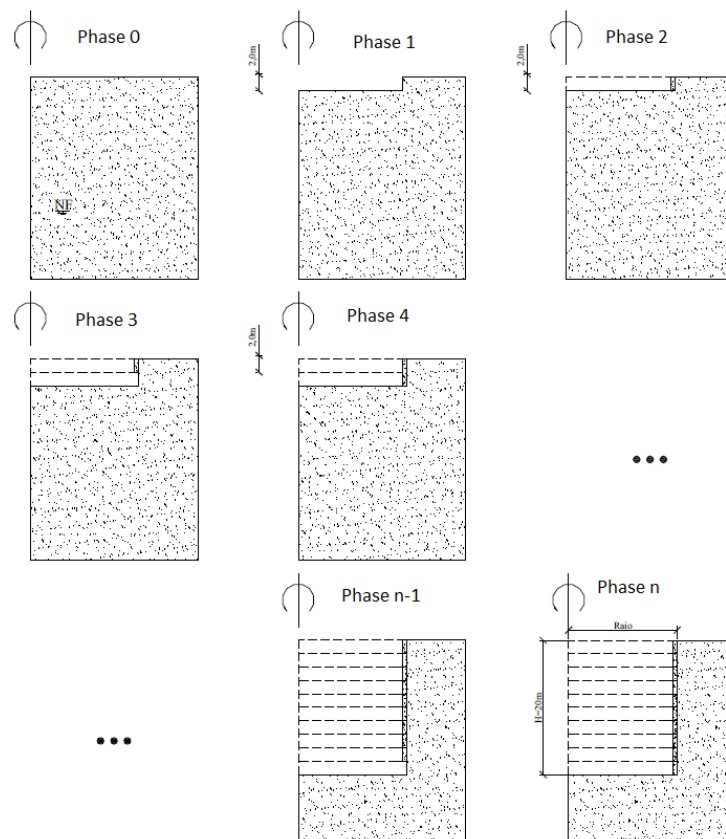 Phase 0
Phase 1
Phase 2
2,0m
2,0m
NF
Phase 3
Phase 4
2,0m
Phase n-1
Phase n
Raio
H=20m